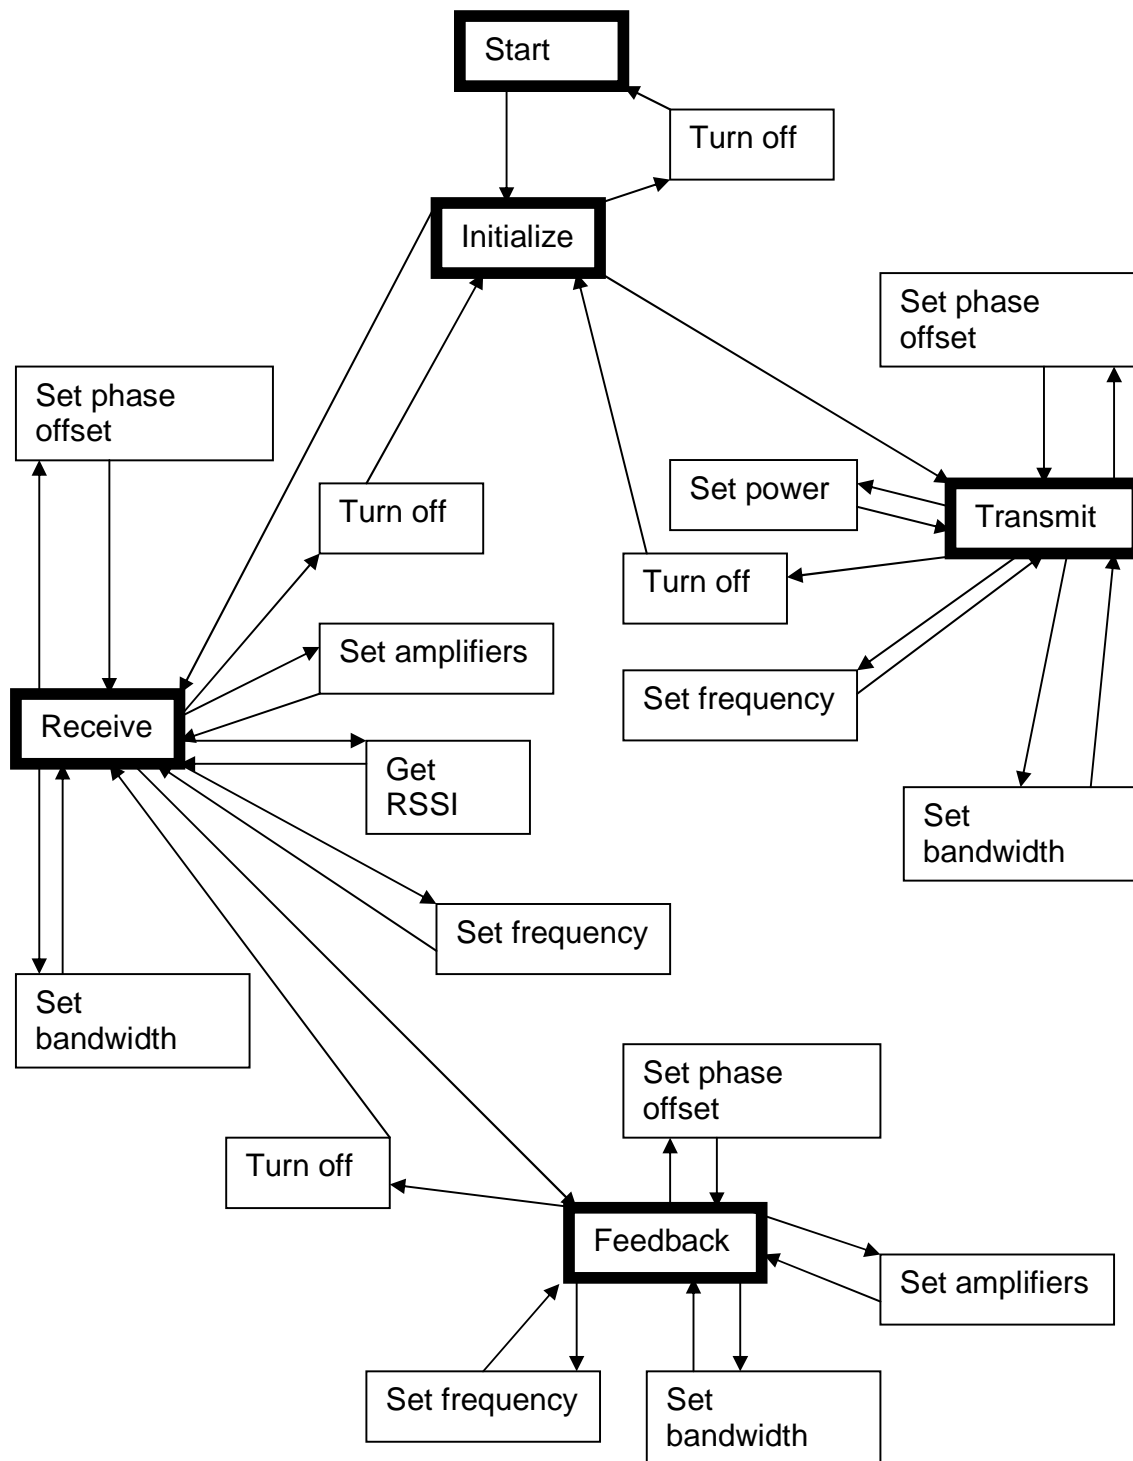 Start
Turn off
Initialize
Set phase
offset
Set phase
offset
Set power
Transmit
Turn off
Turn off
Set amplifiers
Set frequency
Receive
Get
RSSI
Set
bandwidth
Set frequency
Set
bandwidth
Set phase
offset
Turn off
Feedback
Set amplifiers
Set frequency
Set
bandwidth